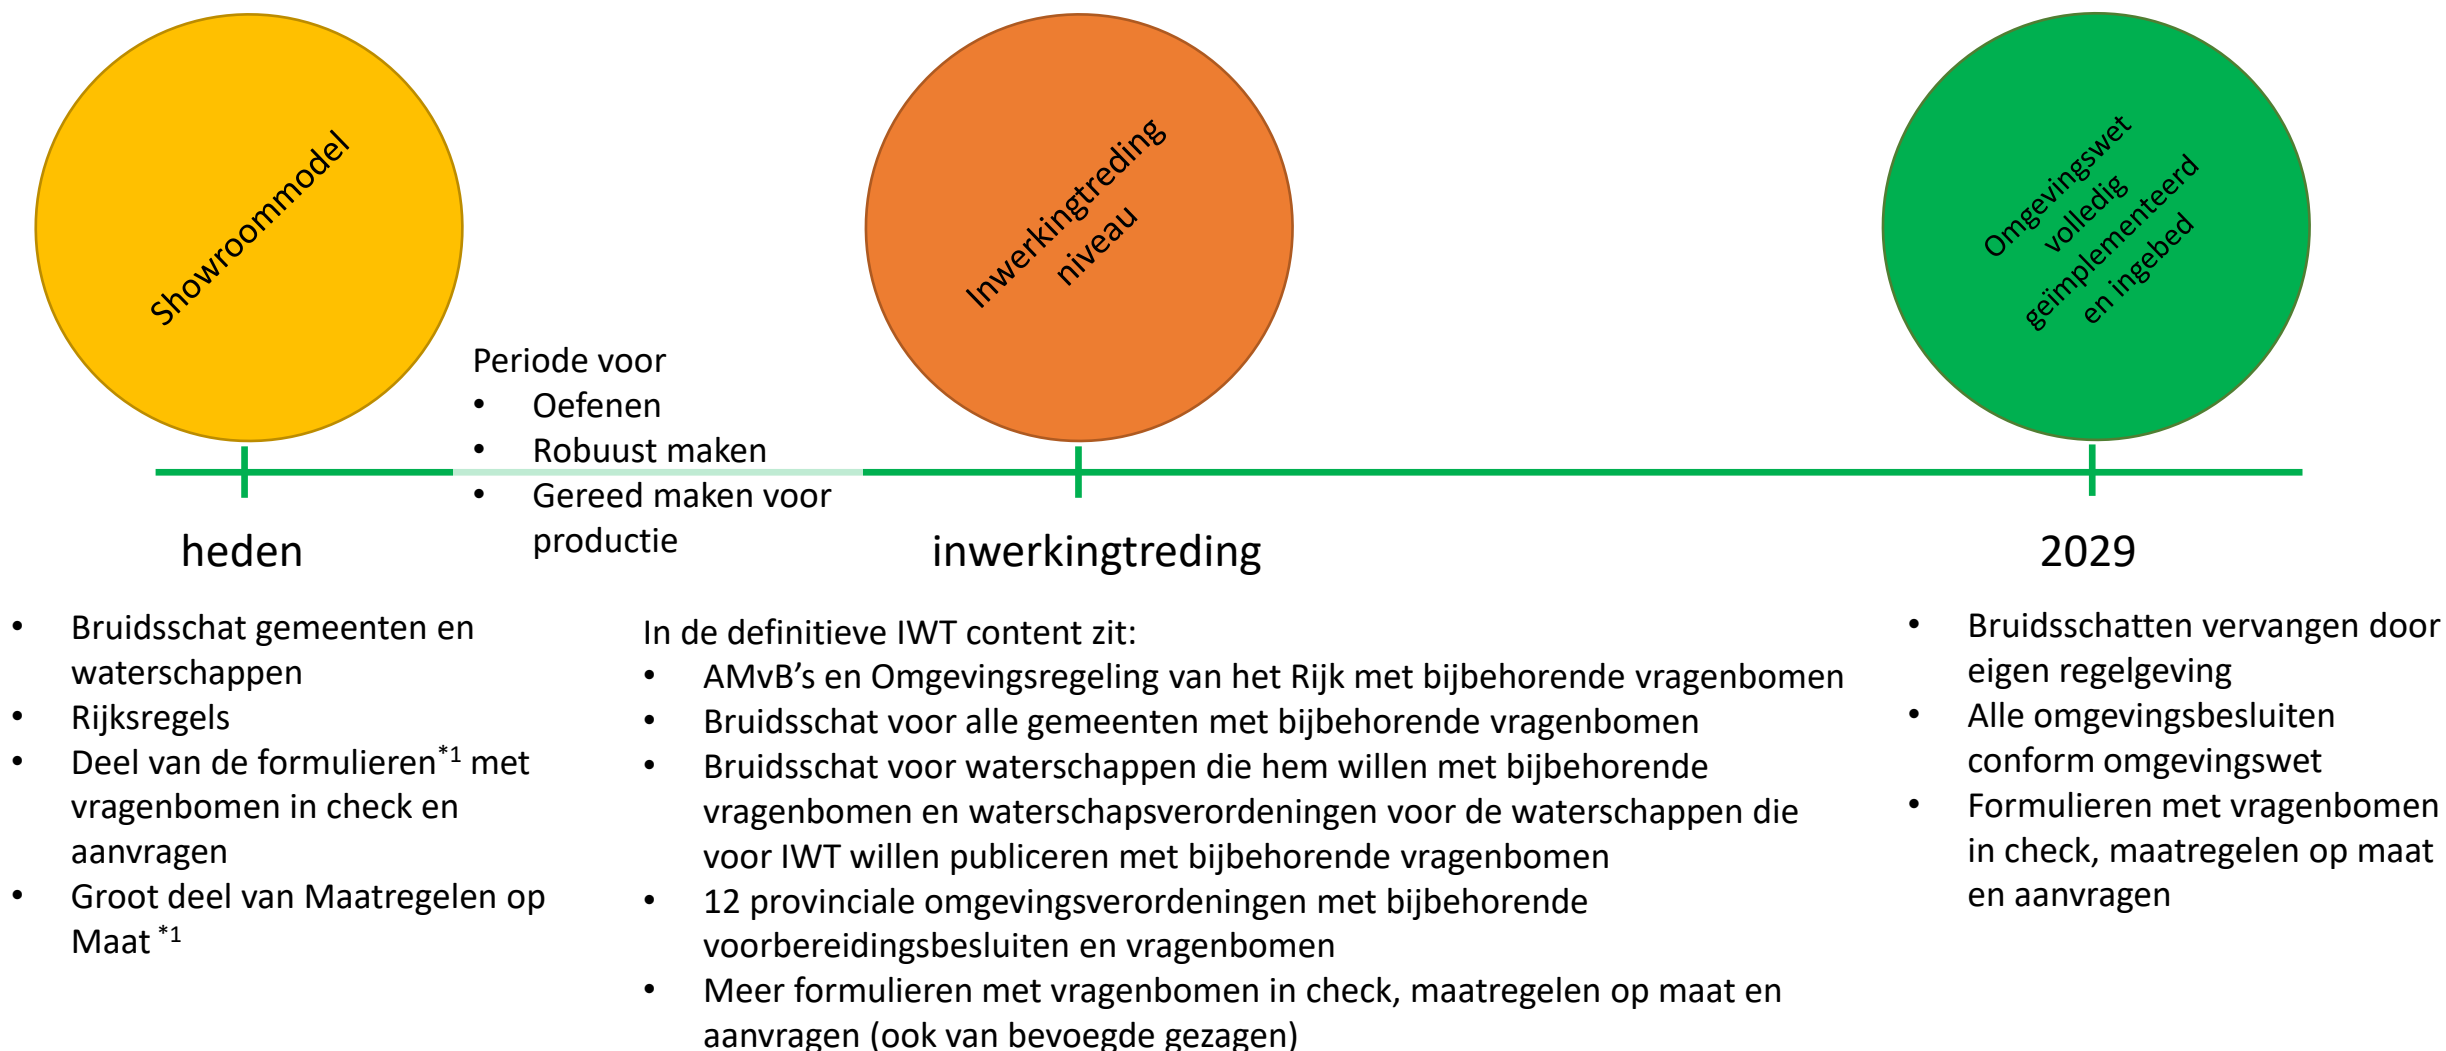 Showroommodel
Inwerkingtreding
niveau
Omgevingswet
volledig
geïmplementeerd
en ingebed
Periode voor
• Oefenen
• Robuust maken
• Gereed maken voor
productie
heden
inwerkingtreding
2029
• Bruidsschat gemeenten en
waterschappen
• Rijksregels
• Deel van de formulieren*1 met
vragenbomen in check en
aanvragen
• Groot deel van Maatregelen op
Maat *1
In de definitieve IWT content zit:
• AMvB’s en Omgevingsregeling van het Rijk met bijbehorende vragenbomen
• Bruidsschat voor alle gemeenten met bijbehorende vragenbomen
• Bruidsschat voor waterschappen die hem willen met bijbehorende
vragenbomen en waterschapsverordeningen voor de waterschappen die
voor IWT willen publiceren met bijbehorende vragenbomen
• 12 provinciale omgevingsverordeningen met bijbehorende
voorbereidingsbesluiten en vragenbomen
• Meer formulieren met vragenbomen in check, maatregelen op maat en
aanvragen (ook van bevoegde gezagen)
• Bruidsschatten vervangen door
eigen regelgeving
• Alle omgevingsbesluiten
conform omgevingswet
• Formulieren met vragenbomen
in check, maatregelen op maat
en aanvragen